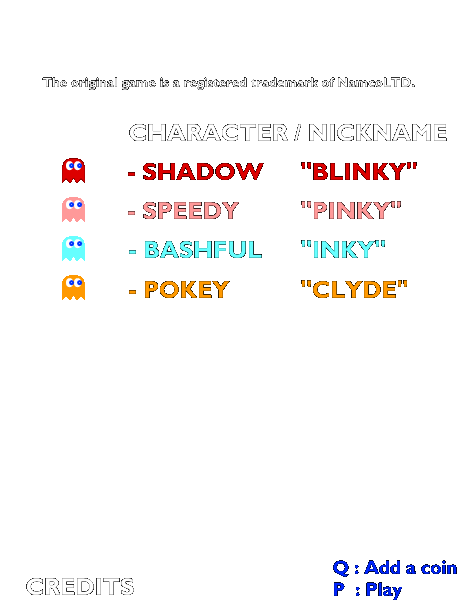 The original game is a registered trademark of NamcoLTD.
CHARACTER / NICKNAME
- SHADOW "BLINKY"
- SPEEDY "PINKY"
- BASHFUL "INKY"
- POKEY "CLYDE"
Q : Add a coin
P : Play
CREDITS